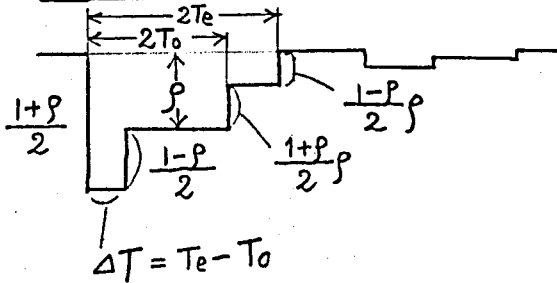 2Te
2To
ρ
1+ρ/2
1-ρ/2
1+ρ/2 ρ
1-ρ/2 ρ
ΔT = Te - To